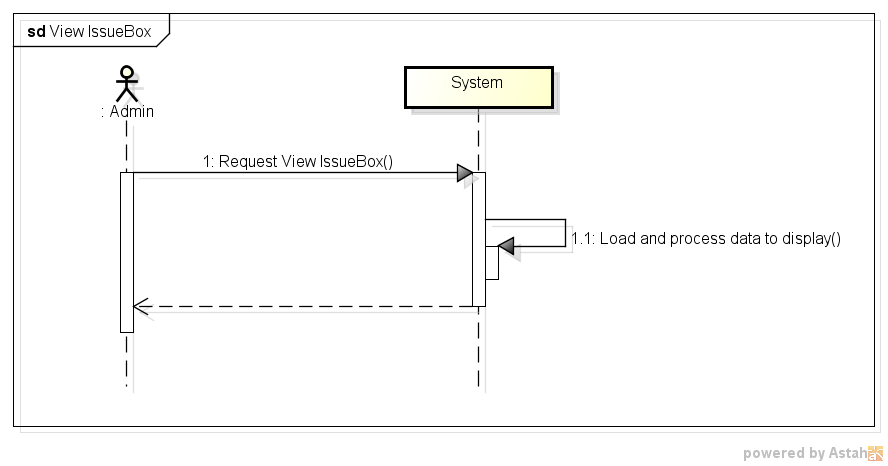 sd View IssueBox
System
: Admin
1: Request View IssueBox()
1.1: Load and process data to display()
powered by Astah